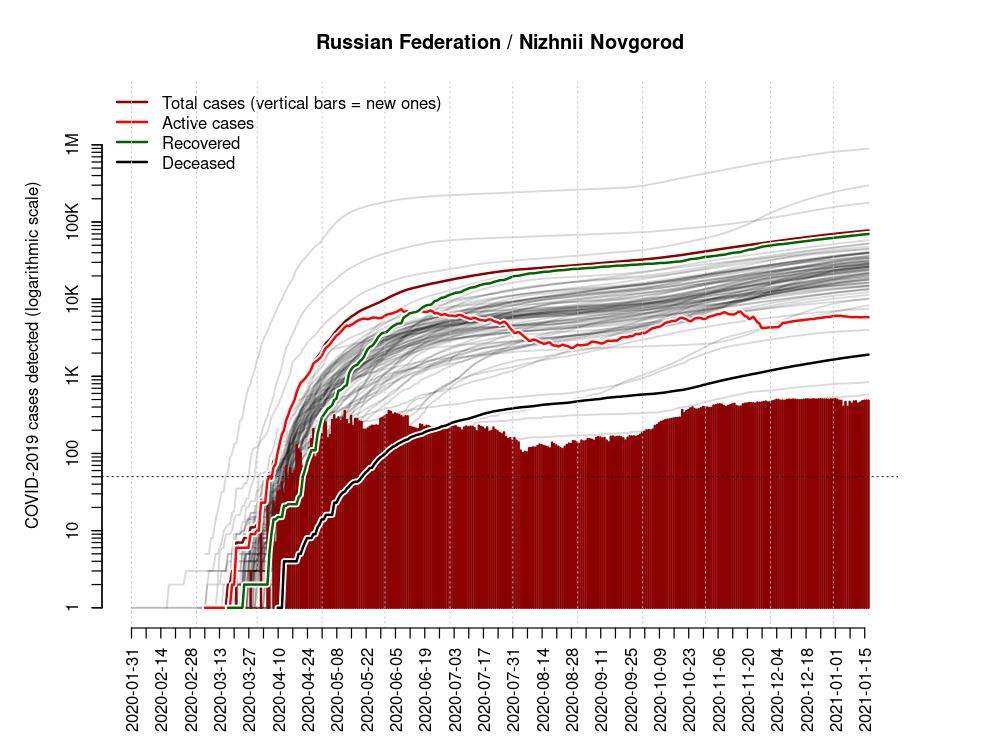 Russian Federation / Nizhnii Novgorod
Total cases (vertical bars = new ones)
Active cases
Recovered
Deceased
COVID-2019 cases detected (logarithmic scale)
1M
100K
10K
1K
100
10
1
2020-01-31
2020-02-14
2020-02-28
2020-03-13
2020-03-27
2020-04-10
2020-04-24
2020-05-08
2020-05-22
2020-06-05
2020-06-19
2020-07-03
2020-07-17
2020-07-31
2020-08-14
2020-08-28
2020-09-11
2020-09-25
2020-10-09
2020-10-23
2020-11-06
2020-11-20
2020-12-04
2020-12-18
2021-01-01
2021-01-15